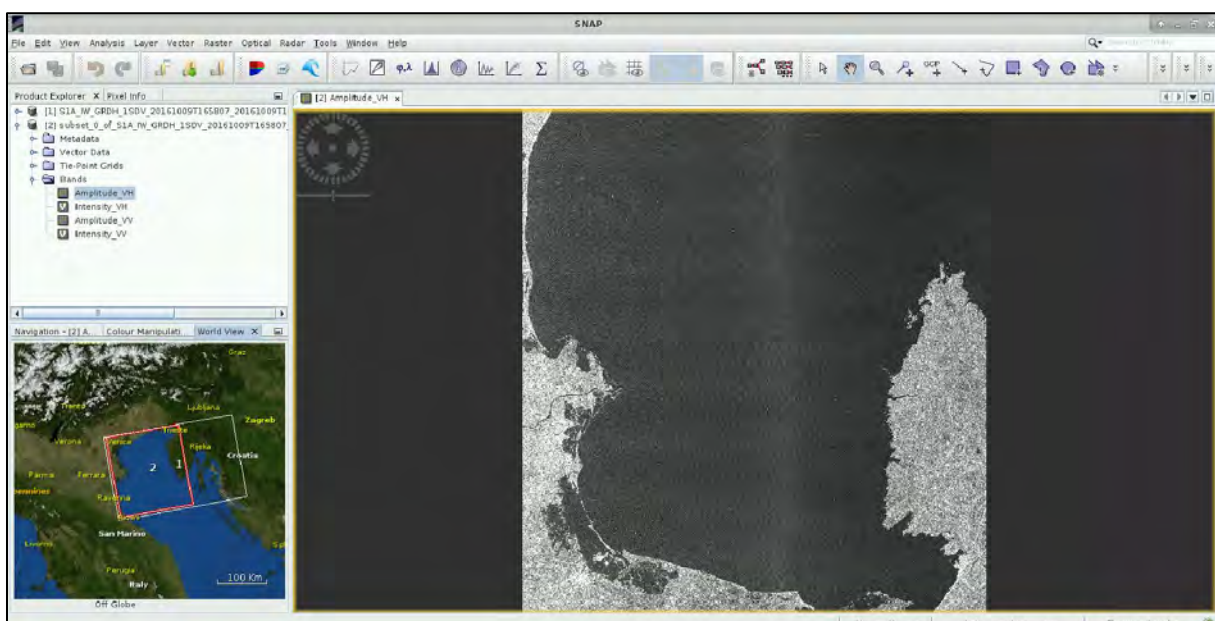 SNAP
File Edit View Analysis Layer Vector Raster Optical Radar Tools Window Help
Product Explorer X Pixel Info
[2] Amplitude_VH x
[1] S1A_IW_GRDH_1SDV_20161009T165807_20161009T1
[2] subset_0_of_S1A_IW_GRDH_1SDV_20161009T165807_
Metadata
Vector Data
Tie-Point Grids
Bands
Amplitude_VH
Intensity_VH
Amplitude_VV
Intensity_VV
Navigation - [2] A... Colour Manipulati... World View X
Graz
Ljubljana
Zagreb
Trieste
Venice
Verona
Rijeka
Croatia
2
1
Parma
Ferrara
Ravenna
San Marino
Livorno
Perugia
Italy
100 Km
Off Globe